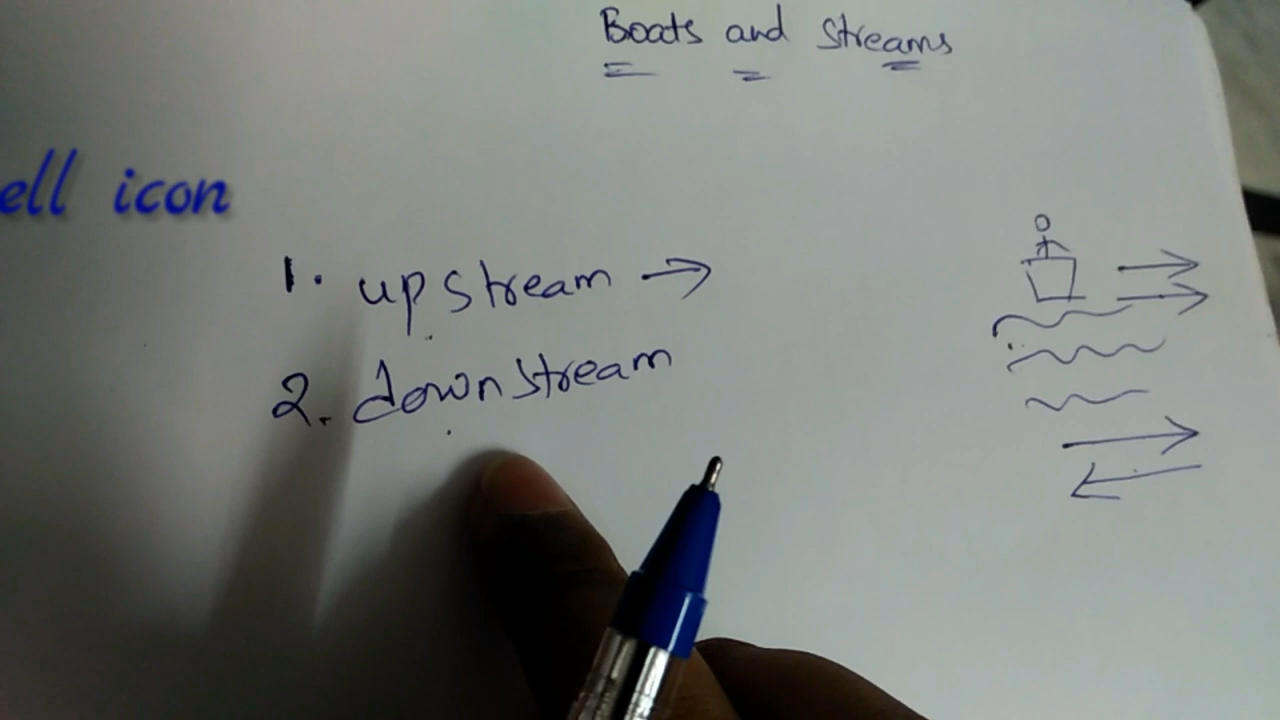 Boats and Streams
ell icon
1. upstream →
2. downstream